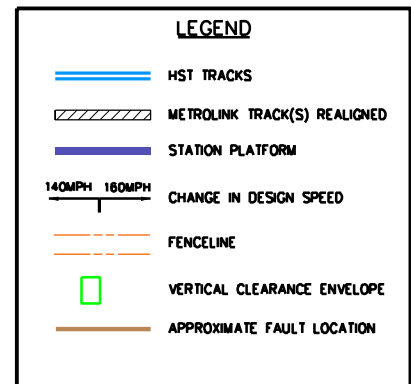 LEGEND
HST TRACKS
METROLINK TRACK(S) REALIGNED
STATION PLATFORM
140MPH 160MPH
CHANGE IN DESIGN SPEED
FENCELINE
VERTICAL CLEARANCE ENVELOPE
APPROXIMATE FAULT LOCATION